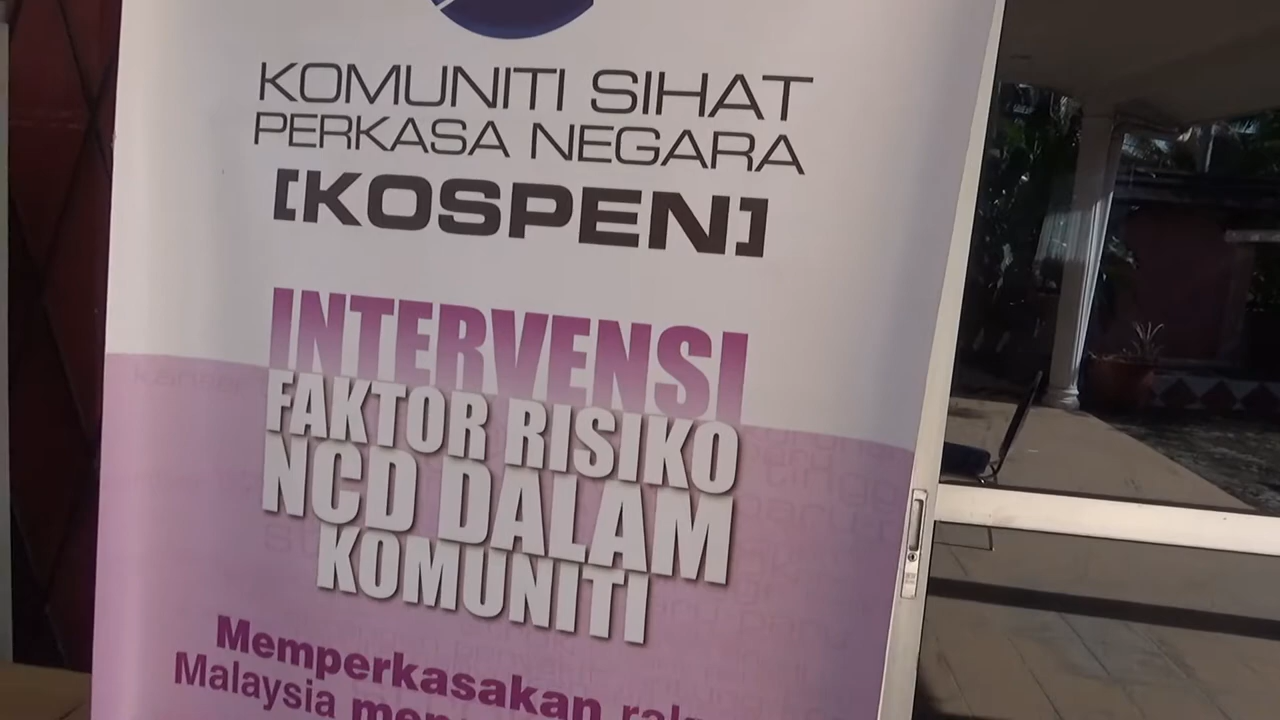 KOMUNITI SIHAT
PERKASA NEGARA
[KOSPEN]
INTERVENSI
FAKTOR RISIKO
NCD DALAM
KOMUNITI
Memperkasakan
Malaysia